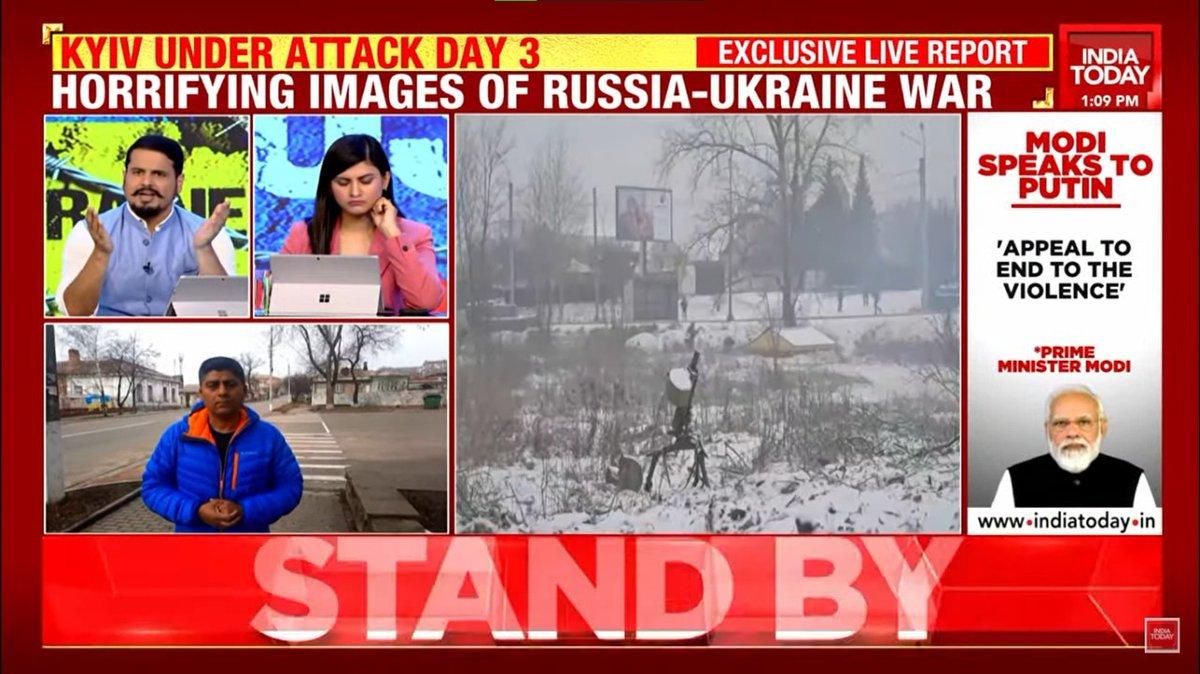 KYIV UNDER ATTACK DAY 3
EXCLUSIVE LIVE REPORT
HORRIFYING IMAGES OF RUSSIA-UKRAINE WAR
INDIA
TODAY
1:09 PM
MODI
SPEAKS TO
PUTIN
'APPEAL TO
END TO THE
VIOLENCE'
*PRIME
MINISTER MODI
www•indiatoday•in
STAND BY
INDIA
TODAY